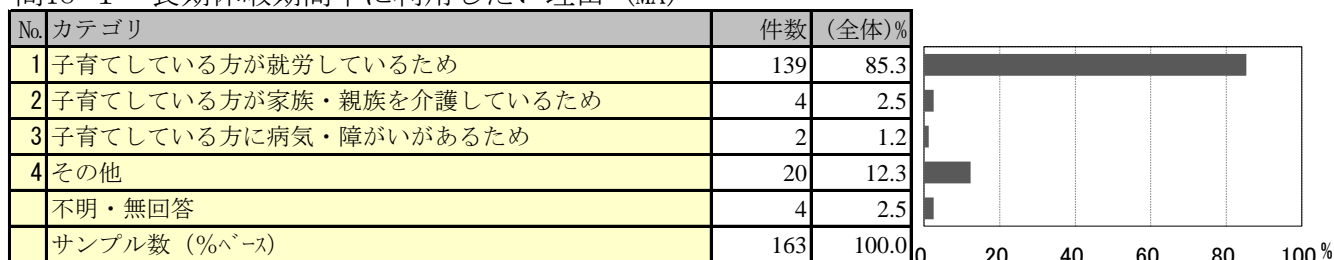 No. カテゴリ 件数 (全体)%
1 子育てしている方が就労しているため 139 85.3
2 子育てしている方が家族・親族を介護しているため 4 2.5
3 子育てしている方に病気・障がいがあるため 2 1.2
4 その他 20 12.3
不明・無回答 4 2.5
サンプル数(%ﾍﾞｰｽ) 163 100.0
0 20 40 60 80 100 %